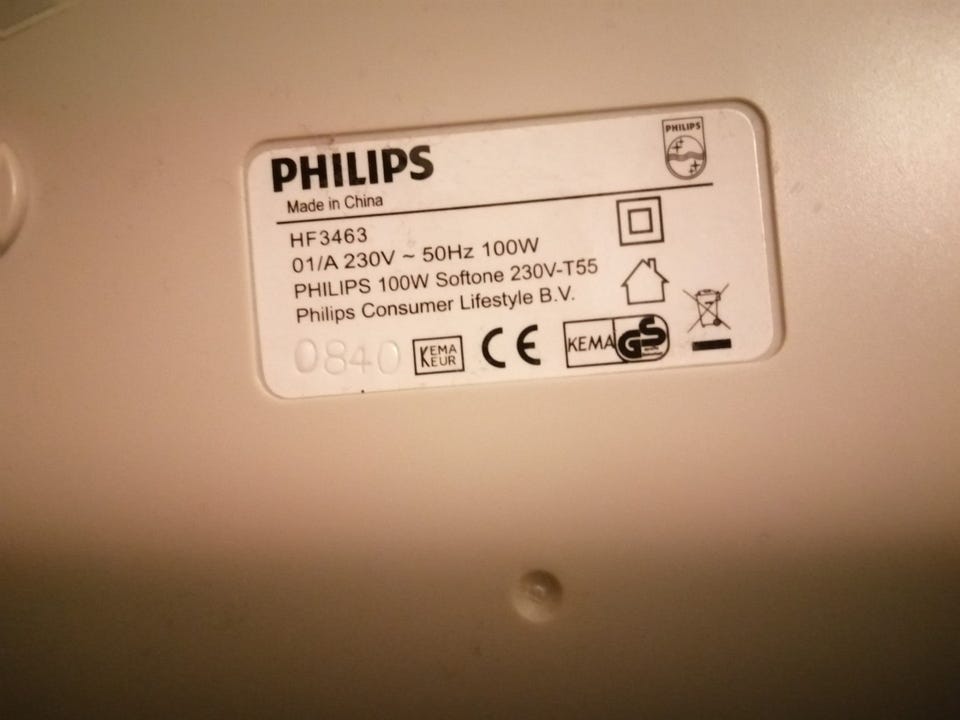 PHILIPS
PHILIPS
Made in China
HF3463
01/A 230V ~ 50Hz 100W
PHILIPS 100W Softone 230V-T55
Philips Consumer Lifestyle B.V.
0840
KEMA
KEUR
CE
KEMA
GS